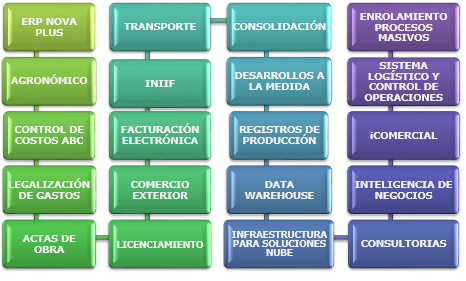 ERP NOVA
PLUS
AGRONÓMICO
CONTROL DE
COSTOS ABC
LEGALIZACIÓN
DE GASTOS
ACTAS DE
OBRA
TRANSPORTE
INIIF
FACTURACIÓN
ELECTRÓNICA
COMERCIO
EXTERIOR
LICENCIAMIENTO
CONSOLIDACIÓN
DESARROLLOS A
LA MEDIDA
REGISTROS DE
PRODUCCIÓN
DATA
WAREHOUSE
INFRAESTRUCTURA
PARA SOLUCIONES
NUBE
ENROLAMIENTO
PROCESOS
MASIVOS
SISTEMA
LOGÍSTICO Y
CONTROL DE
OPERACIONES
iCOMERCIAL
INTELIGENCIA DE
NEGOCIOS
CONSULTORIAS